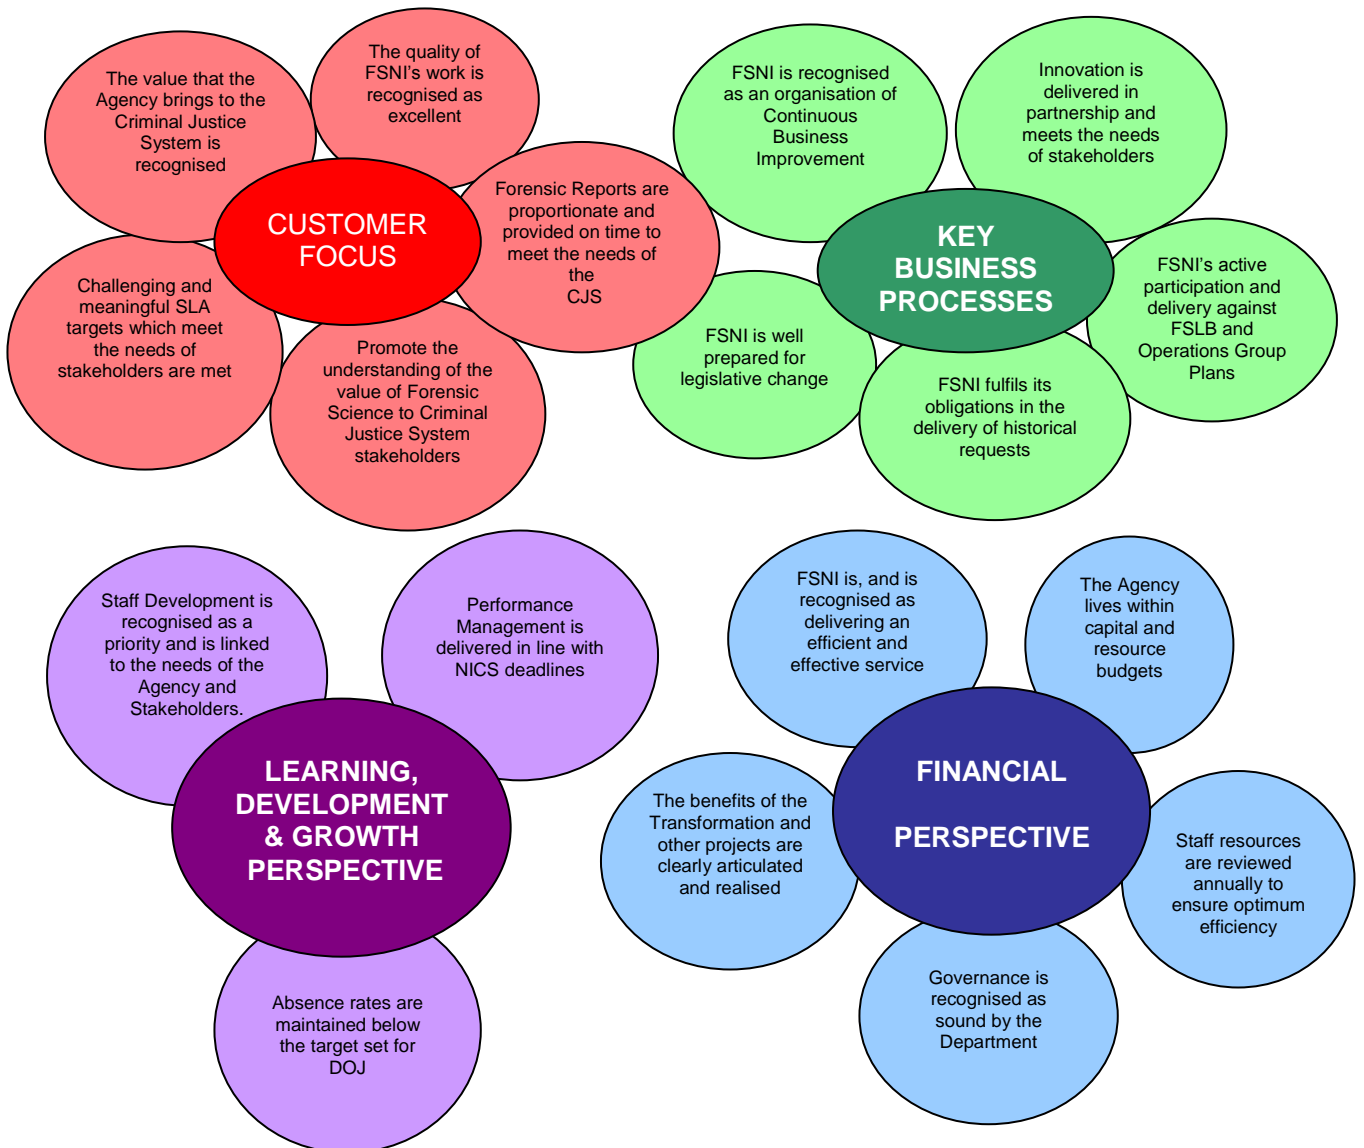 The value that the
Agency brings to the
Criminal Justice
System is
recognised
The quality of
FSNI’s work is
recognised as
excellent
CUSTOMER
FOCUS
Forensic Reports are
proportionate and
provided on time to
meet the needs of
the
CJS
Challenging and
meaningful SLA
targets which meet
the needs of
stakeholders are met
Promote the
understanding of the
value of Forensic
Science to Criminal
Justice System
stakeholders
FSNI is recognised
as an organisation of
Continuous
Business
Improvement
Innovation is
delivered in
partnership and
meets the needs
of stakeholders
KEY
BUSINESS
PROCESSES
FSNI’s active
participation and
delivery against
FSLB and
Operations Group
Plans
FSNI is well
prepared for
legislative change
FSNI fulfils its
obligations in the
delivery of historical
requests
Staff Development is
recognised as a
priority and is linked
to the needs of the
Agency and
Stakeholders.
Performance
Management is
delivered in line with
NICS deadlines
LEARNING,
DEVELOPMENT
& GROWTH
PERSPECTIVE
Absence rates are
maintained below
the target set for
DOJ
FSNI is, and is
recognised as
delivering an
efficient and
effective service
The Agency
lives within
capital and
resource
budgets
FINANCIAL
PERSPECTIVE
The benefits of the
Transformation and
other projects are
clearly articulated
and realised
Staff resources
are reviewed
annually to
ensure optimum
efficiency
Governance is
recognised as
sound by the
Department